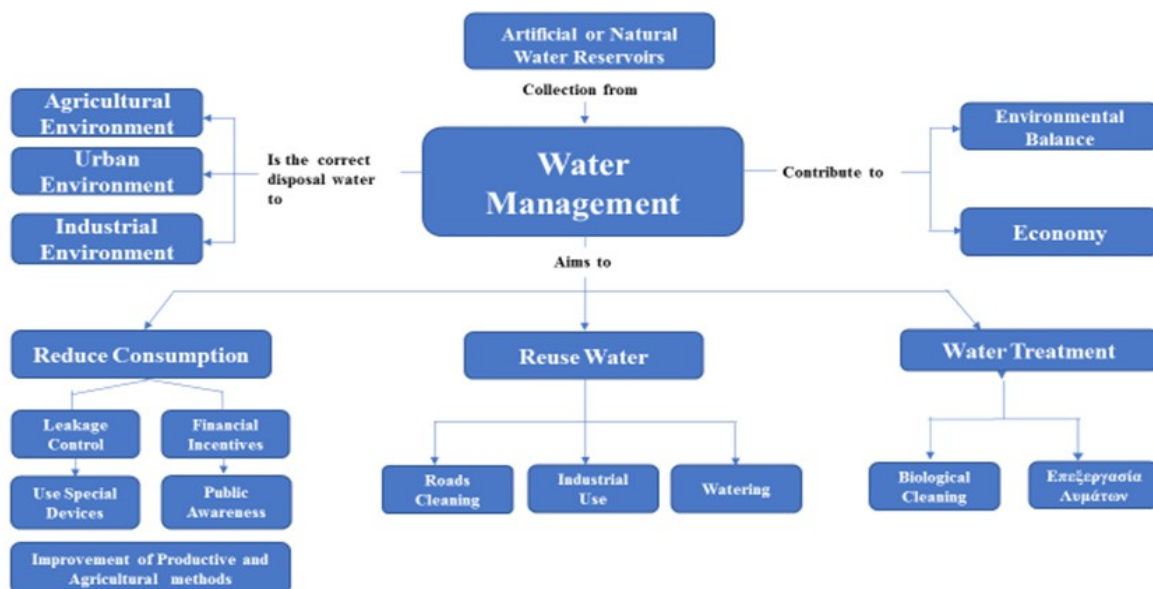 Artificial or Natural
Water Reservoirs
Collection from
Agricultural
Environment
Urban
Environment
Industrial
Environment
Is the correct
disposal water
to
Water
Management
Contribute to
Environmental
Balance
Economy
Aims to
Reduce Consumption
Reuse Water
Water Treatment
Leakage
Control
Financial
Incentives
Use Special
Devices
Public
Awareness
Improvement of Productive and
Agricultural methods
Roads
Cleaning
Industrial
Use
Watering
Biological
Cleaning
Επεξεργασία
Λυμάτων